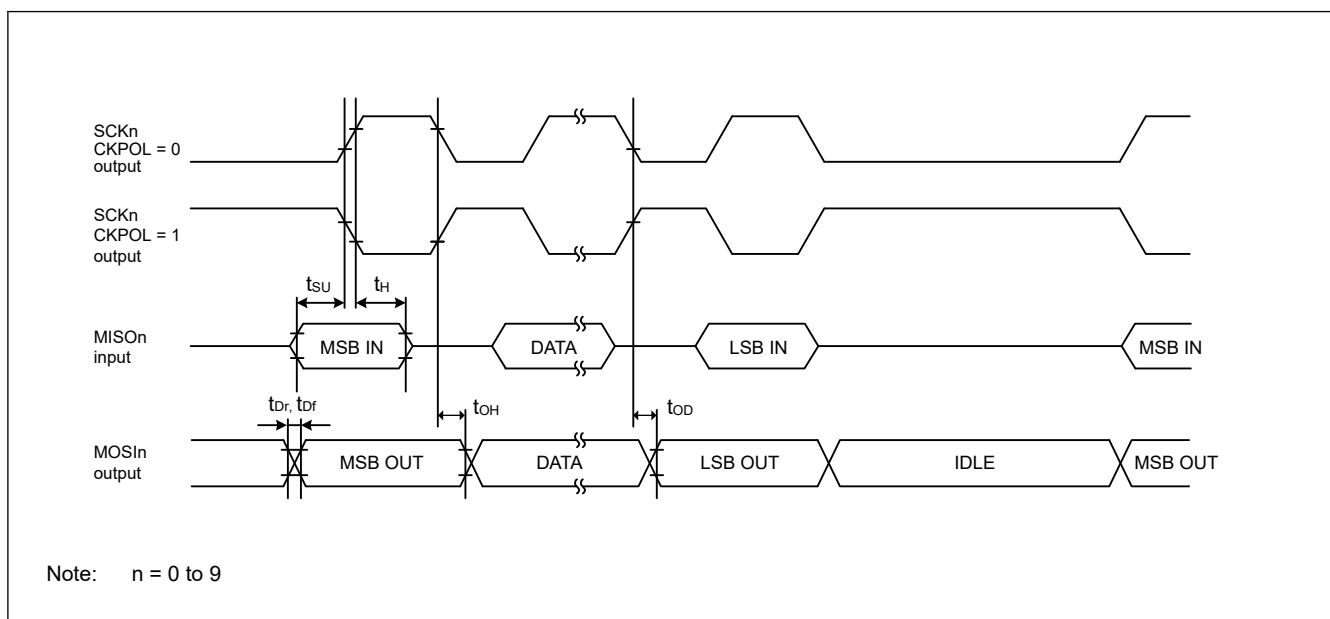 SCKn
CKPOL = 0
output
SCKn
CKPOL = 1
output
tSU
tH
MISOn
input
MSB IN
DATA
LSB IN
MSB IN
tDr, tDf
tOH
tOD
MOSIn
output
MSB OUT
DATA
LSB OUT
IDLE
MSB OUT
Note: n = 0 to 9